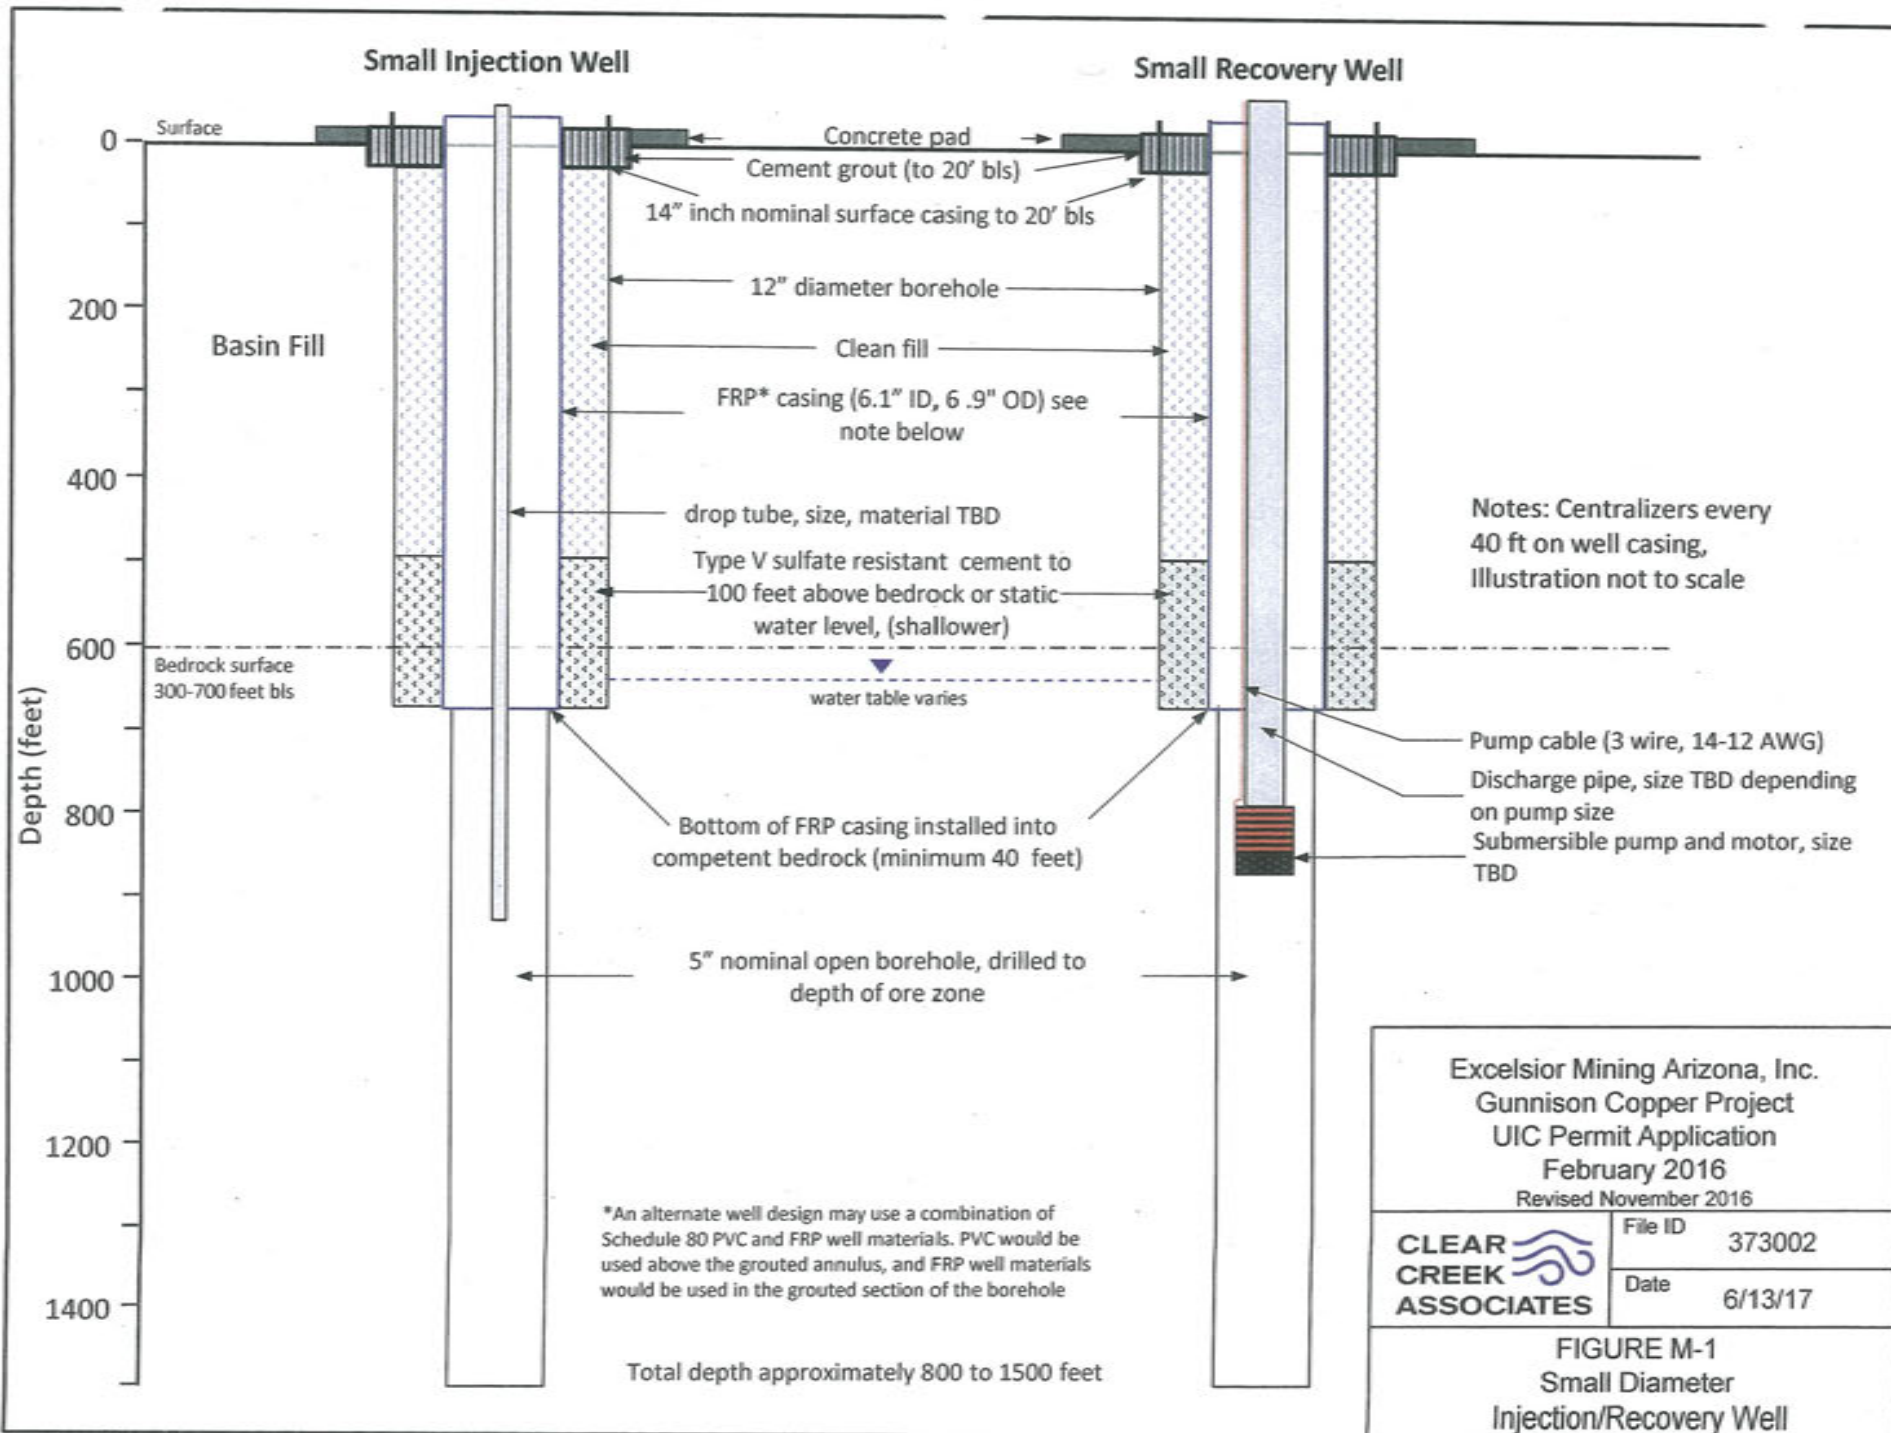 Small Injection Well
Small Recovery Well
Surface
0
200
400
600
800
1000
1200
1400
Depth (feet)
Basin Fill
Bedrock surface
300-700 feet bls
Concrete pad
Cement grout (to 20' bls)
14" inch nominal surface casing to 20' bls
12" diameter borehole
Clean fill
FRP* casing (6.1" ID, 6 .9" OD) see
note below
drop tube, size, material TBD
Type V sulfate resistant cement to
100 feet above bedrock or static
water level, (shallower)
water table varies
Bottom of FRP casing installed into
competent bedrock (minimum 40 feet)
5" nominal open borehole, drilled to
depth of ore zone
*An alternate well design may use a combination of
Schedule 80 PVC and FRP well materials. PVC would be
used above the grouted annulus, and FRP well materials
would be used in the grouted section of the borehole
Total depth approximately 800 to 1500 feet
Notes: Centralizers every
40 ft on well casing,
Illustration not to scale
Pump cable (3 wire, 14-12 AWG)
Discharge pipe, size TBD depending
on pump size
Submersible pump and motor, size
TBD
Excelsior Mining Arizona, Inc.
Gunnison Copper Project
UIC Permit Application
February 2016
Revised November 2016
CLEAR
CREEK
ASSOCIATES
File ID
373002
Date
6/13/17
FIGURE M-1
Small Diameter
Injection/Recovery Well